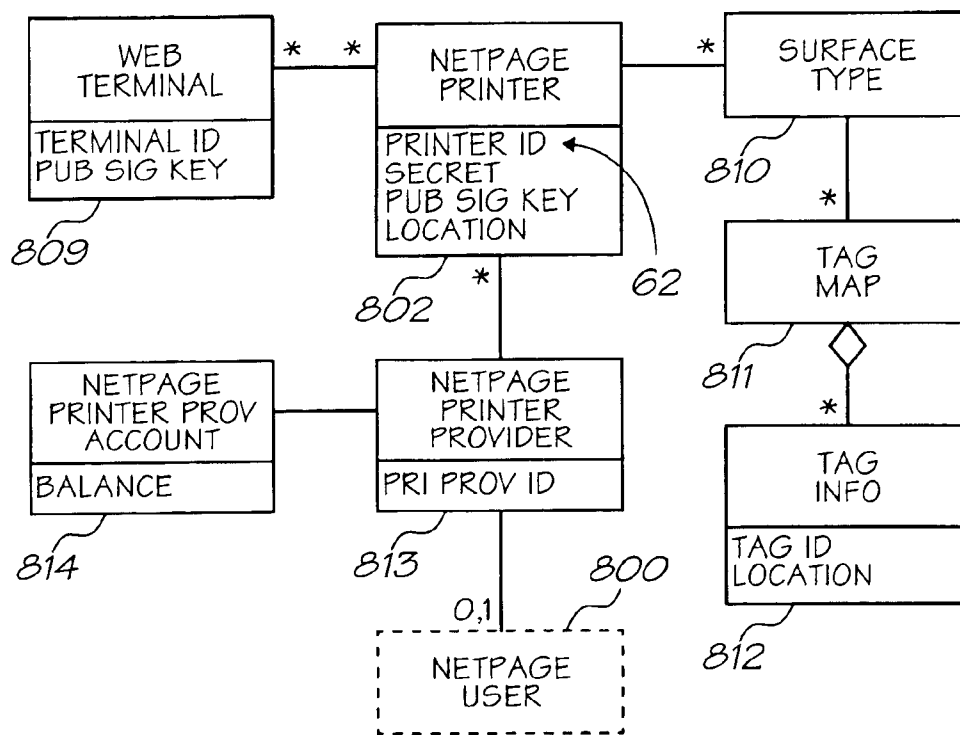 WEB
TERMINAL
TERMINAL ID
PUB SIG KEY
809
*
*
NETPAGE
PRINTER
PRINTER ID
SECRET
PUB SIG KEY
LOCATION
802
62
*
*
SURFACE
TYPE
810
*
TAG
MAP
811
*
TAG
INFO
TAG ID
LOCATION
812
NETPAGE
PRINTER PROV
ACCOUNT
BALANCE
814
NETPAGE
PRINTER
PROVIDER
PRI PROV ID
813
0,1
800
NETPAGE
USER